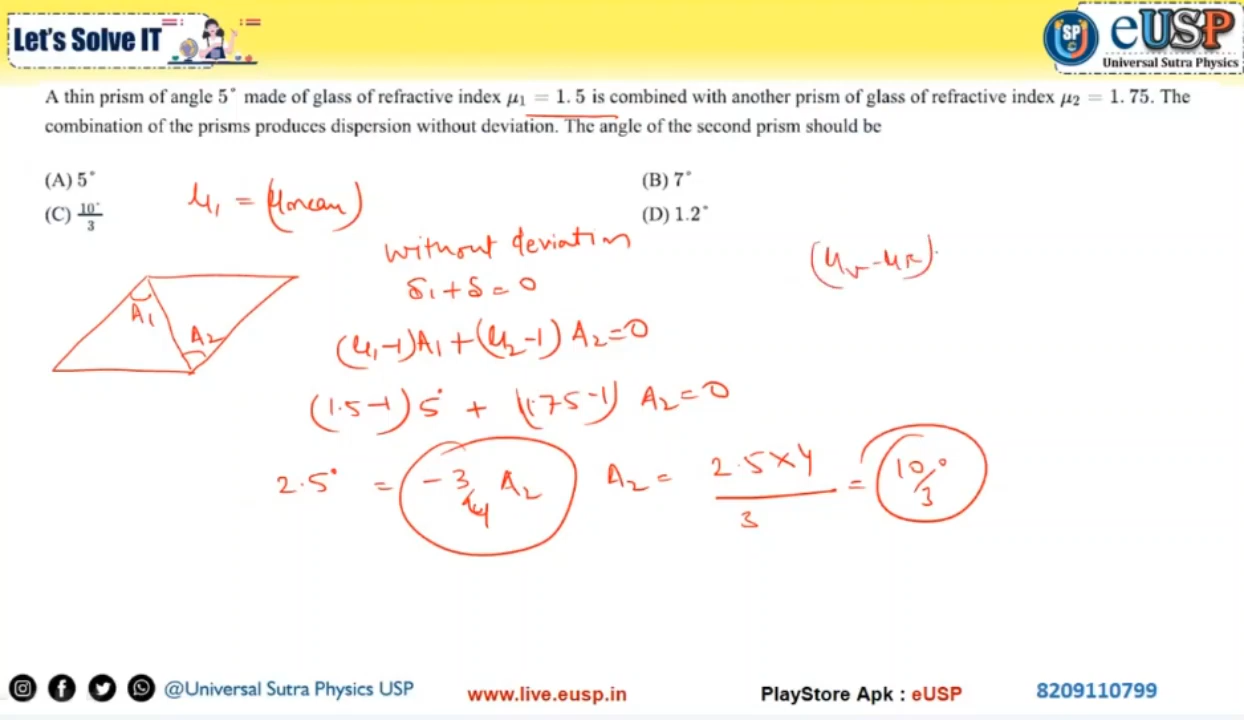 Let's Solve IT
SP
eUSP
Universal Sutra Physics
A thin prism of angle 5° made of glass of refractive index μ₁ = 1.5 is combined with another prism of glass of refractive index μ₂ = 1.75. The
combination of the prisms produces dispersion without deviation. The angle of the second prism should be
(A) 5°
(B) 7°
(C) 10°/3
(D) 1.2°
μ₁ = (μmean)
without deviation
(μv - μR)
δ₁ + δ = 0
A₁
A₂
(μ₁-1)A₁ + (μ₂-1) A₂ = 0
(1.5-1) 5° + (1.75-1) A₂ = 0
2.5° = -3/4 A₂
A₂ = 2.5×4/3 = 10°/3
@Universal Sutra Physics USP
www.live.eusp.in
PlayStore Apk : eUSP
8209110799